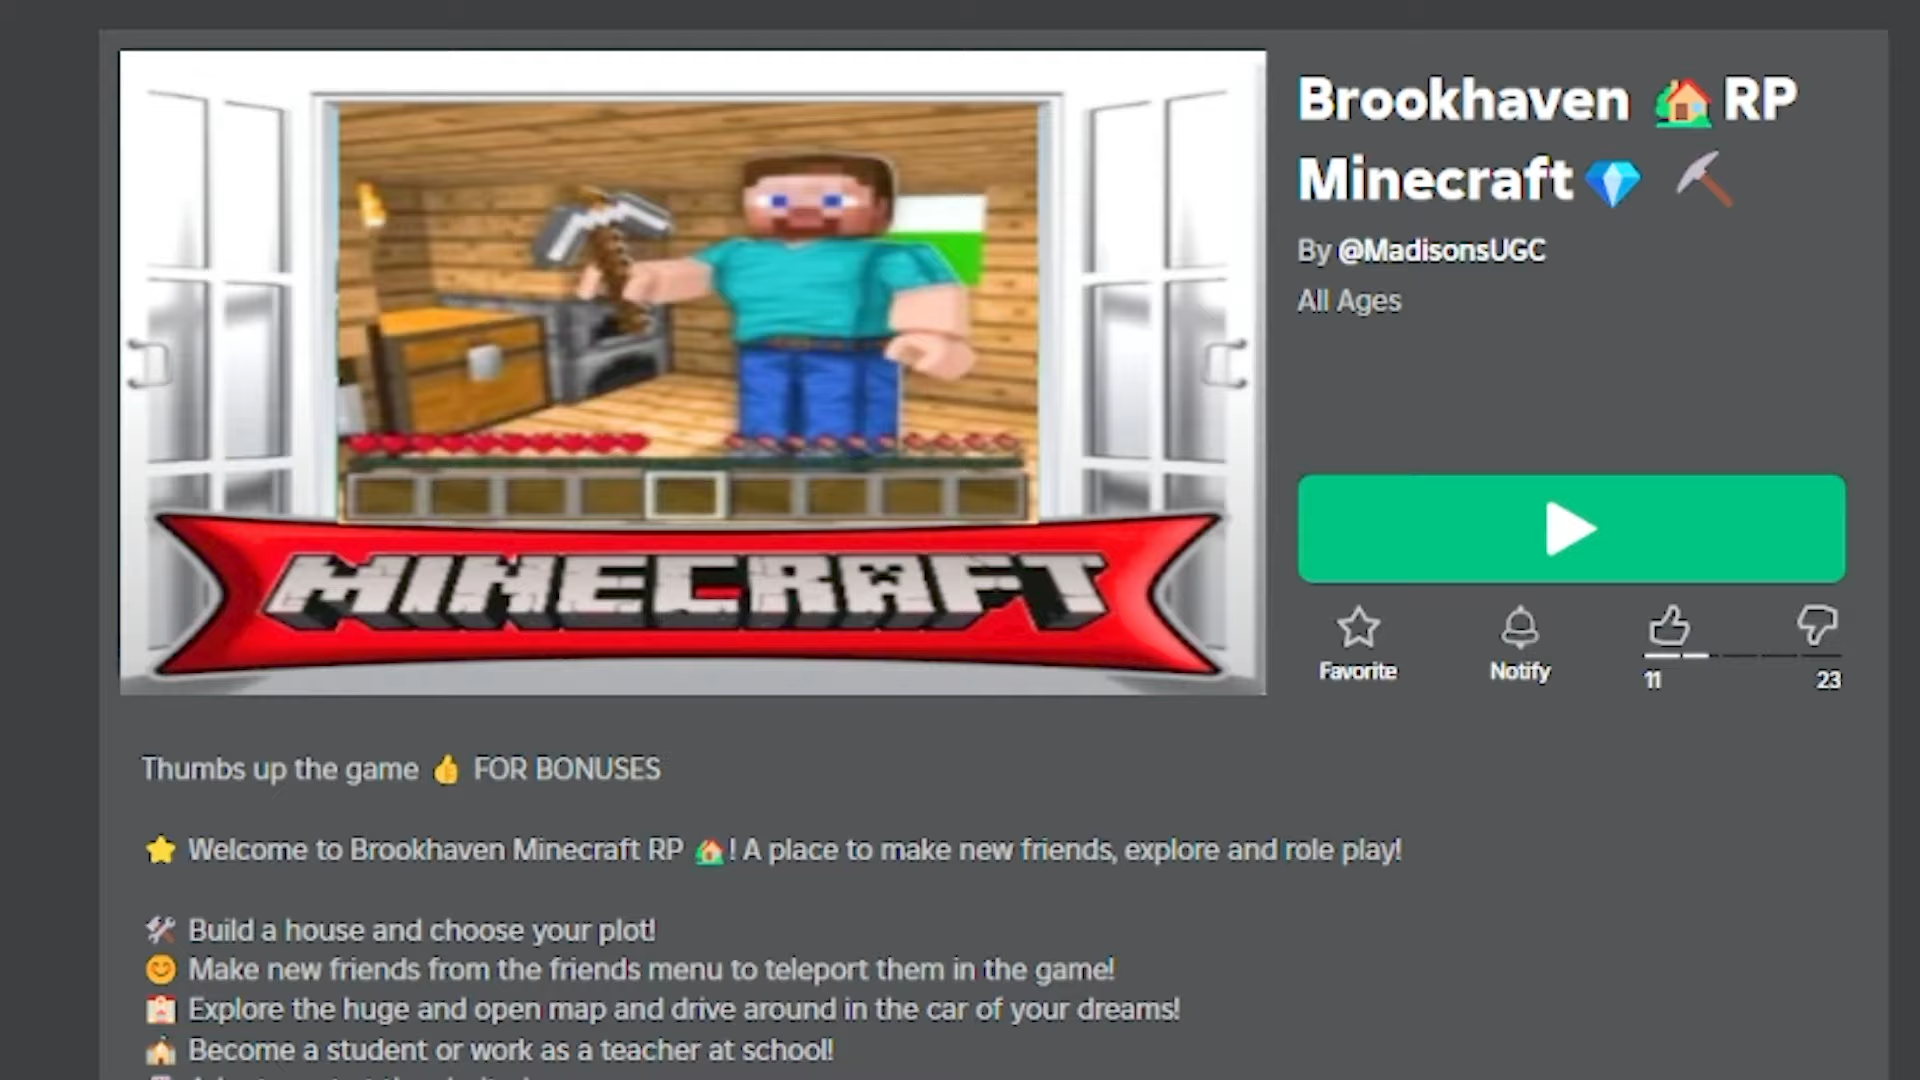 Brookhaven 🏡 RP
Minecraft 💎 ⛏
By @MadisonsUGC
All Ages
MINECRAFT
Favorite
Notify
11
23
Thumbs up the game 👍 FOR BONUSES
⭐ Welcome to Brookhaven Minecraft RP 🏡! A place to make new friends, explore and role play!
🛠 Build a house and choose your plot!
😊 Make new friends from the friends menu to teleport them in the game!
🏩 Explore the huge and open map and drive around in the car of your dreams!
🏫 Become a student or work as a teacher at school!